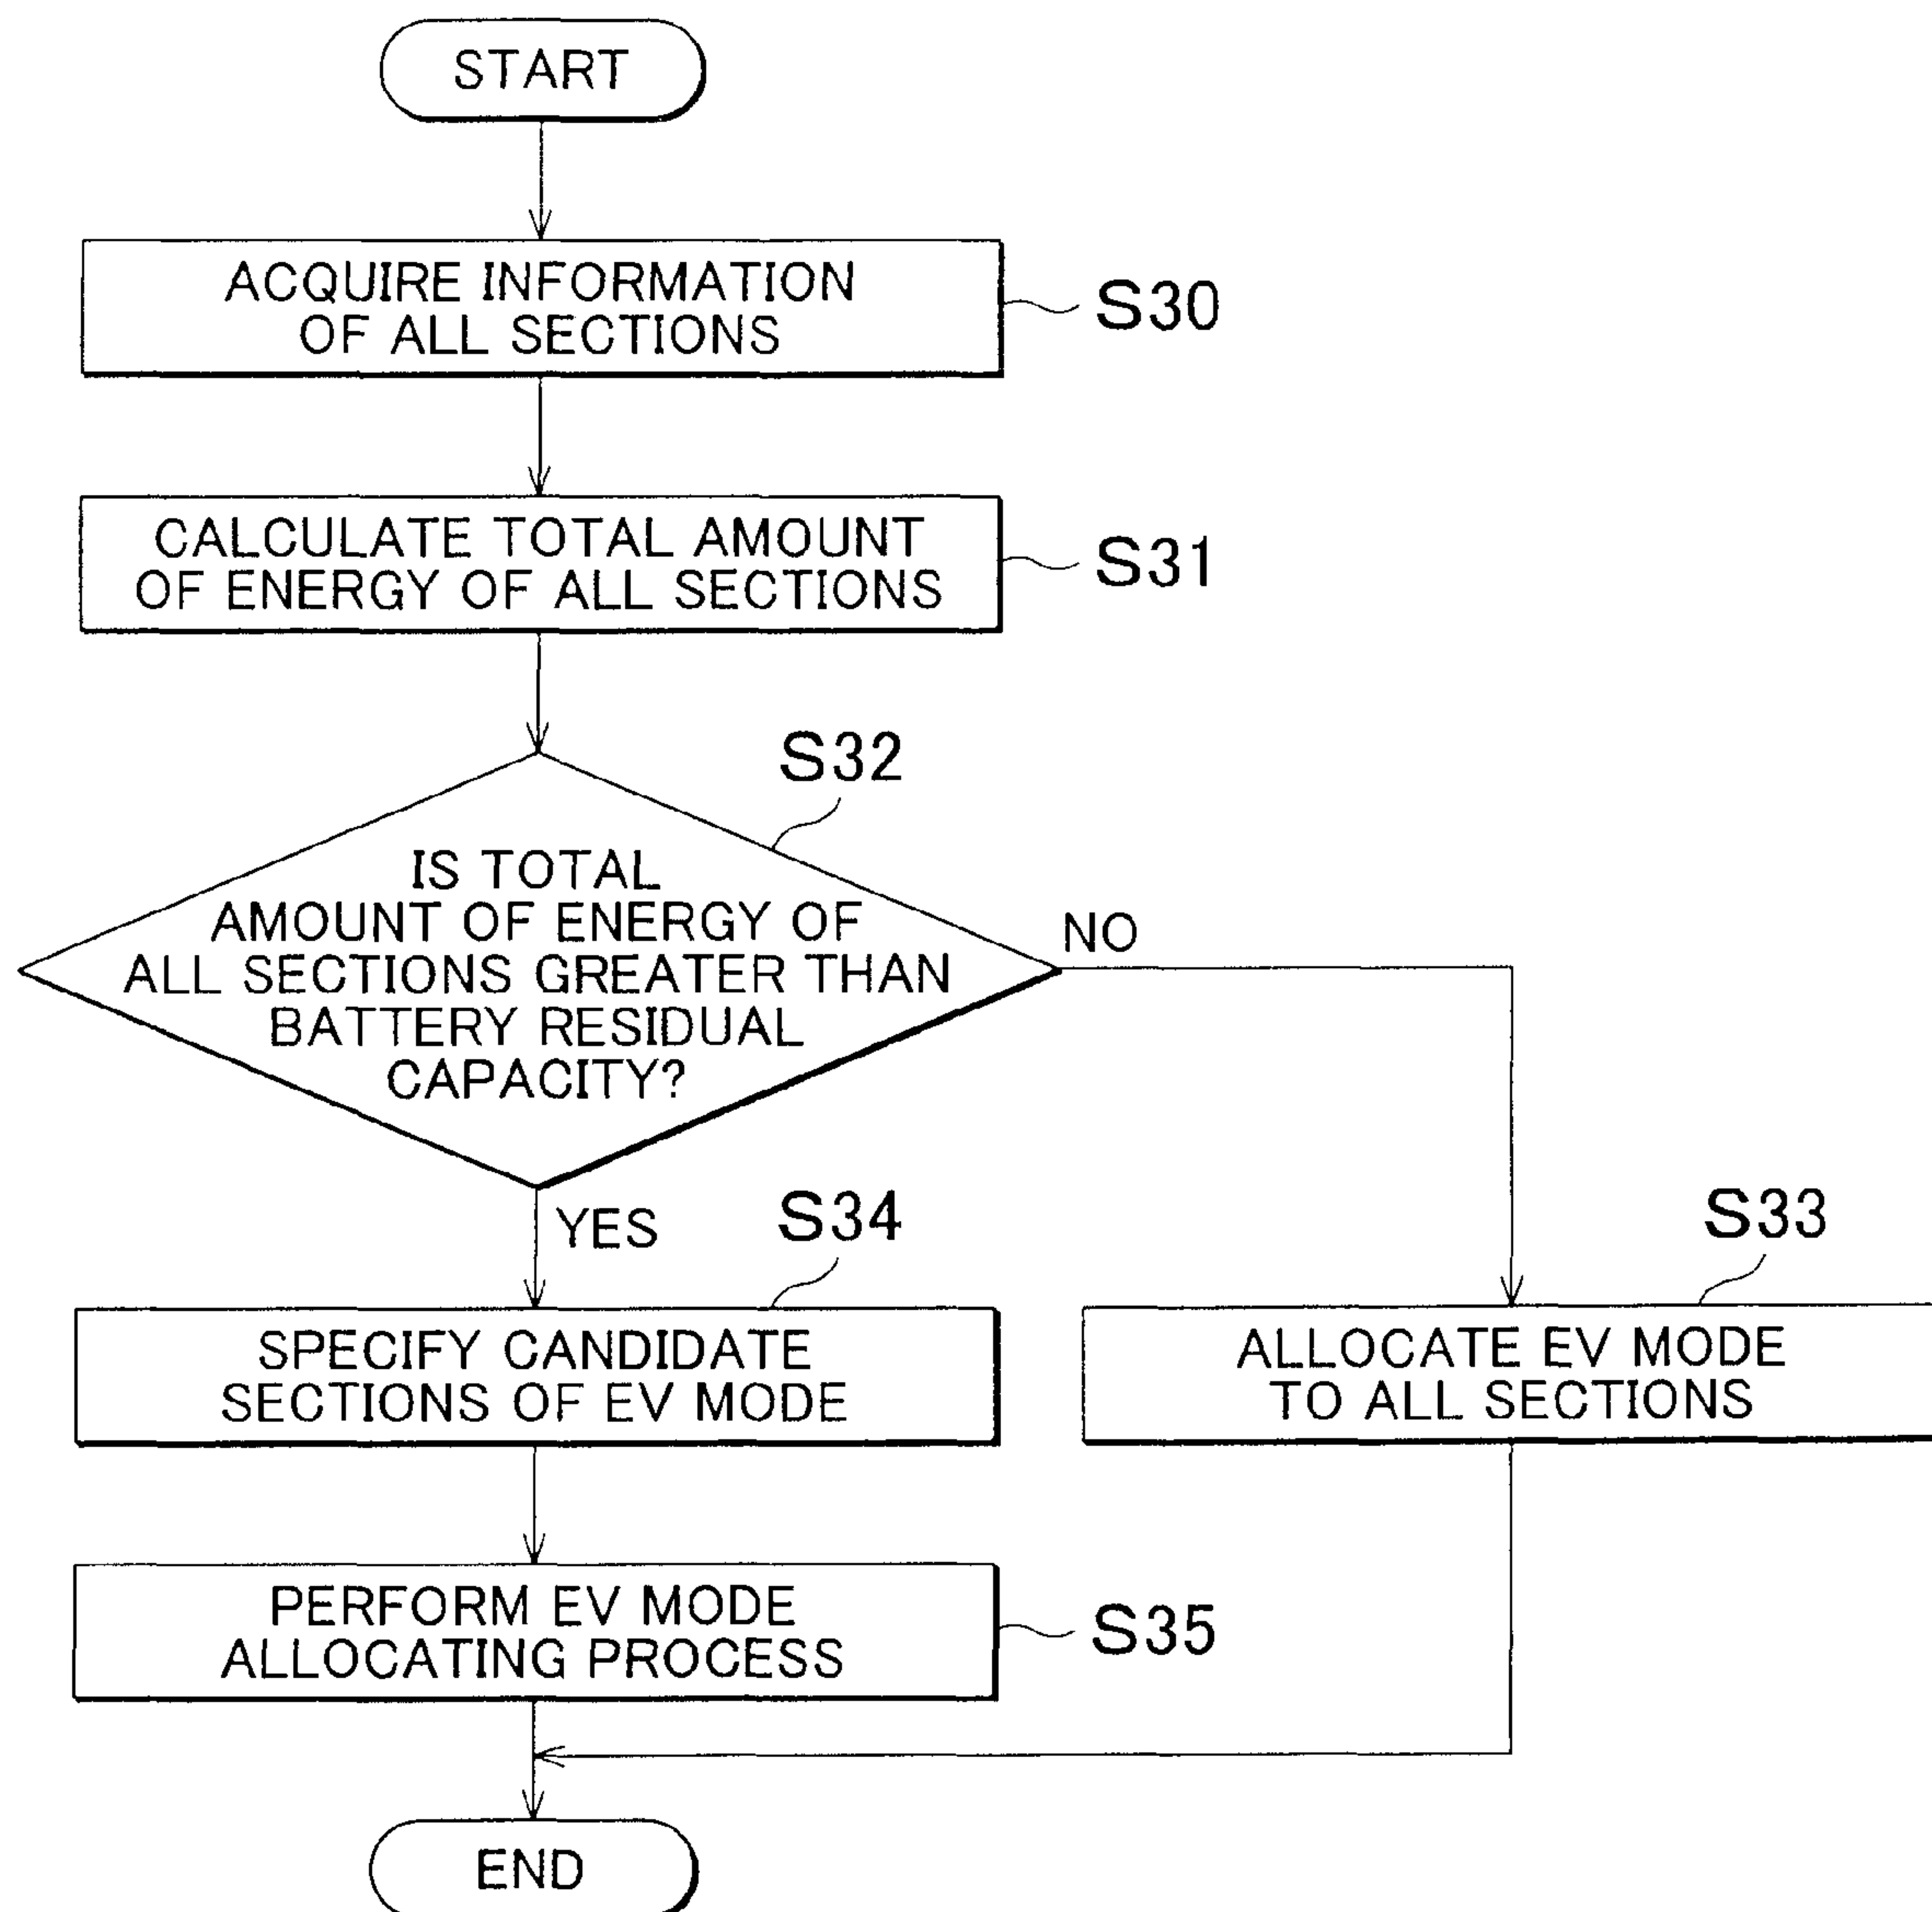 START
ACQUIRE INFORMATION
OF ALL SECTIONS
S30
CALCULATE TOTAL AMOUNT
OF ENERGY OF ALL SECTIONS
S31
S32
IS TOTAL
AMOUNT OF ENERGY OF
ALL SECTIONS GREATER THAN
BATTERY RESIDUAL
CAPACITY?
NO
YES
S34
SPECIFY CANDIDATE
SECTIONS OF EV MODE
S33
ALLOCATE EV MODE
TO ALL SECTIONS
PERFORM EV MODE
ALLOCATING PROCESS
S35
END